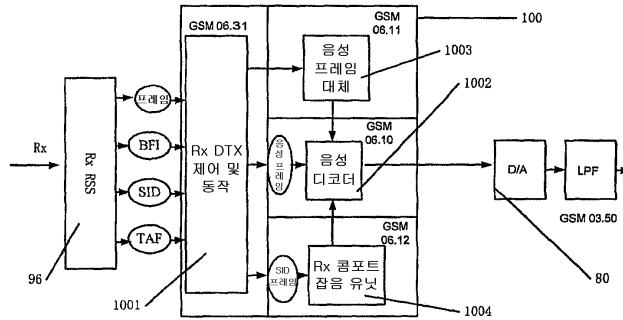 GSM 06.31
GSM
06.11
100
음성
프레임
대체
1003
1002
프레임
GSM
06.10
Rx
Rx RSS
BFI
Rx DTX
제어 및
동작
음성
프레임
음성
디코더
D/A
LPF
SID
GSM 03.50
TAF
GSM
06.12
SID
프레임
Rx 콤포트
잡음 유닛
96
1001
1004
80